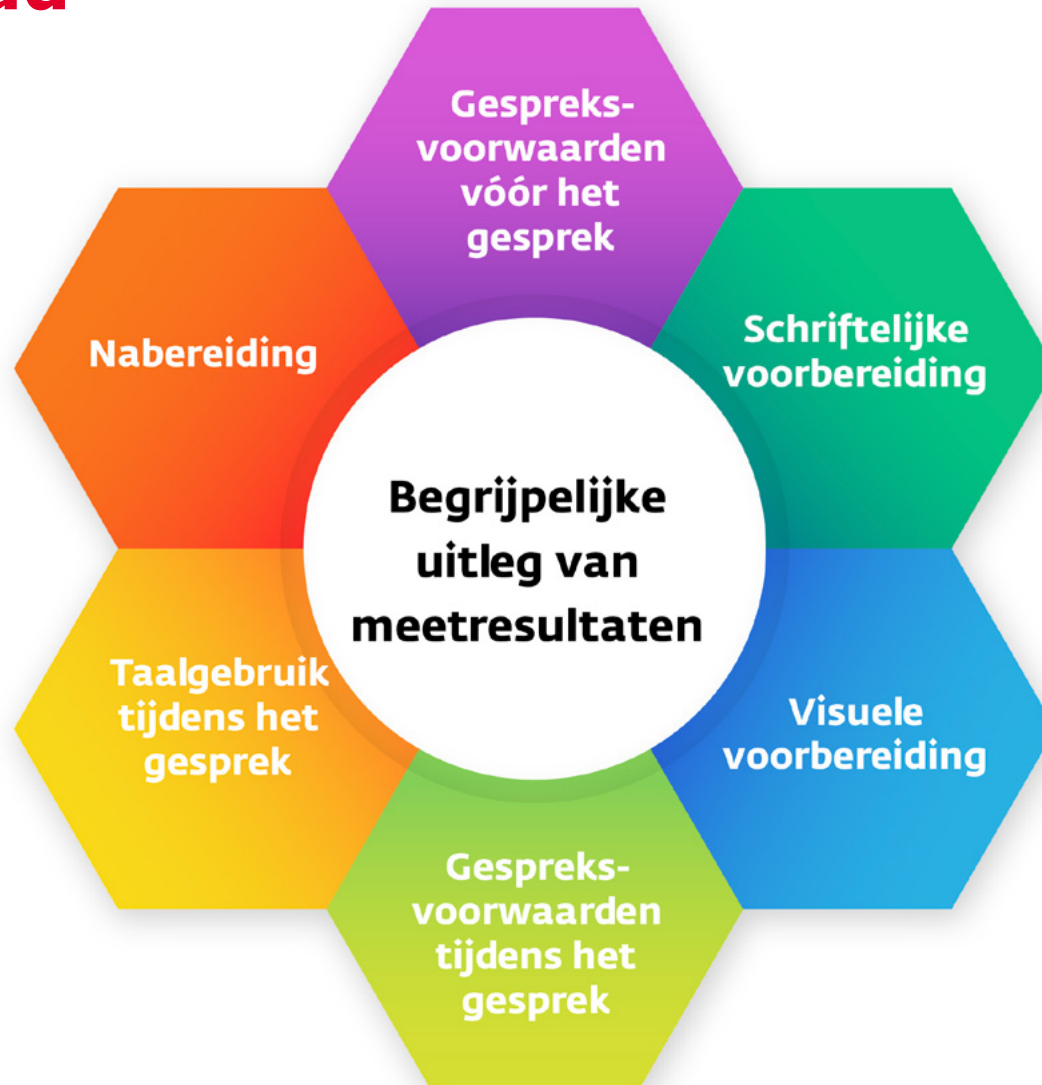 Gespreks-
voorwaarden
vóór het
gesprek
Schriftelijke
voorbereiding
Visuele
voorbereiding
Gespreks-
voorwaarden
tijdens het
gesprek
Taalgebruik
tijdens het
gesprek
Nabereiding
Begrijpelijke
uitleg van
meetresultaten